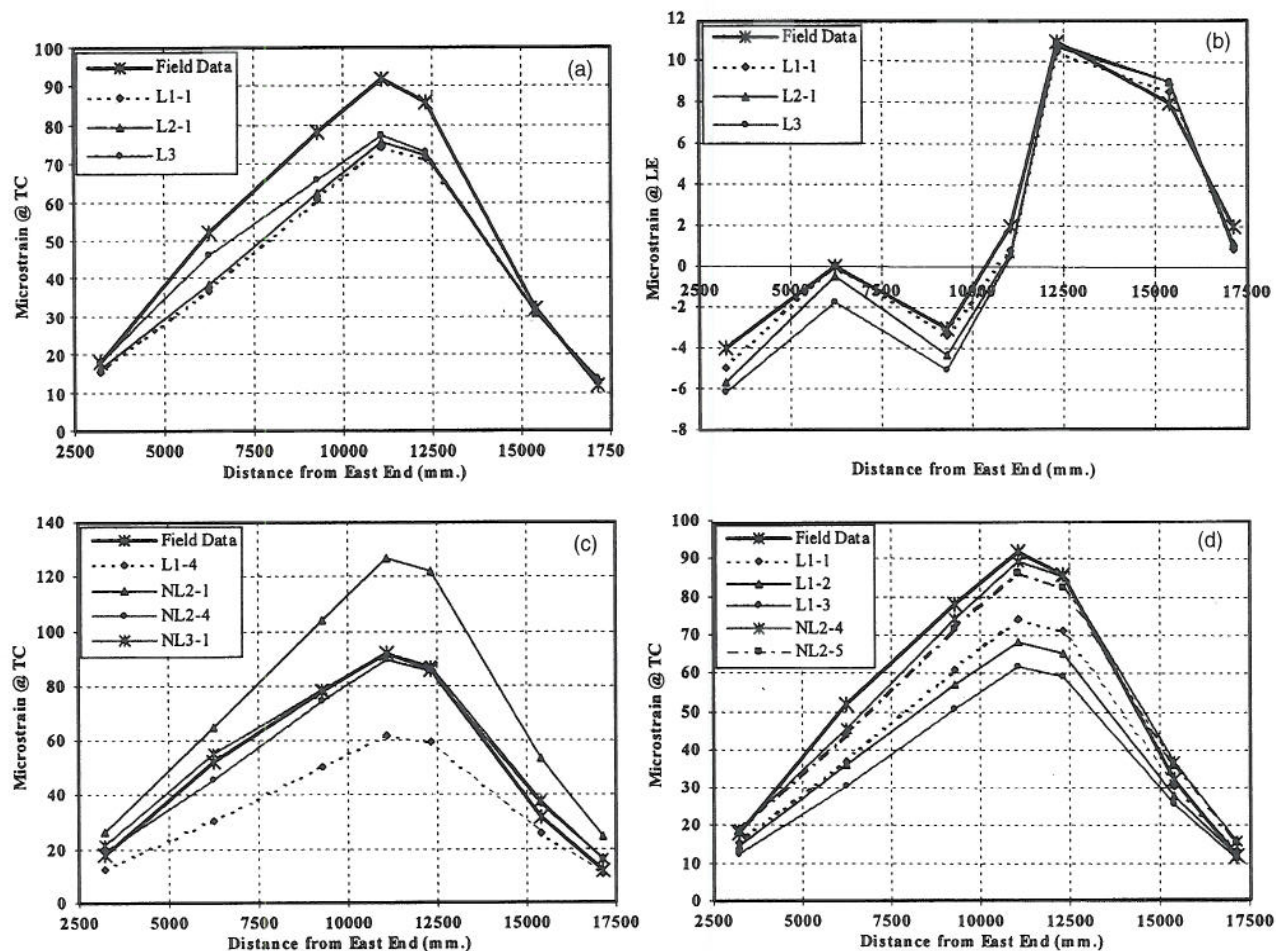 (a)
Field Data
L1-1
L2-1
L3
100
90
80
70
60
50
40
30
20
10
0
Microstrain @ TC
2500 5000 7500 10000 12500 15000 1750
Distance from East End (mm.)
(b)
Field Data
L1-1
L2-1
L3
12
10
8
6
4
2
0
-2
-4
-6
-8
Microstrain @ LE
2500 5000 7500 10000 12500 15000 17500
Distance from East End (mm.)
(c)
Field Data
L1-4
NL2-1
NL2-4
NL3-1
140
120
100
80
60
40
20
0
Microstrain @ TC
2500 5000 7500 10000 12500 15000 17500
Distance from East End (mm.)
(d)
Field Data
L1-1
L1-2
L1-3
NL2-4
NL2-5
100
90
80
70
60
50
40
30
20
10
0
Microstrain @ TC
2500 5000 7500 10000 12500 15000 17500
Distance from East End (mm.)